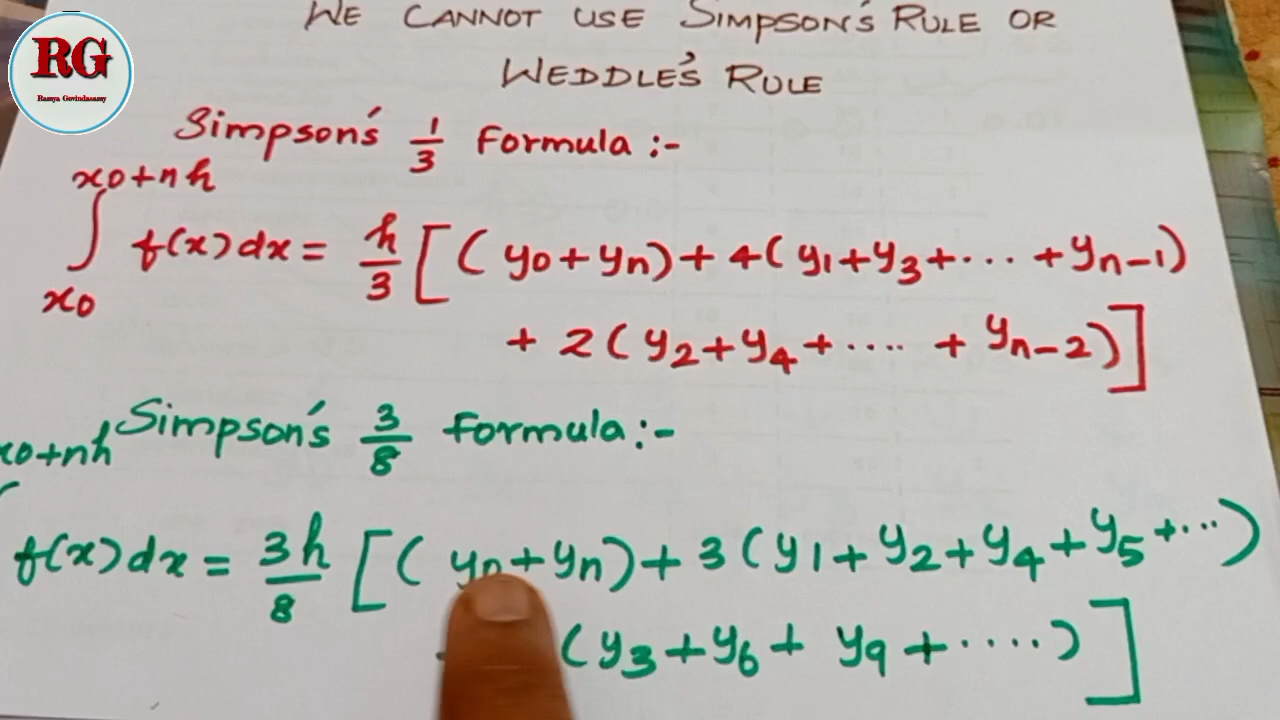 RG
Ramya Govindasamy
WE CANNOT USE SIMPSON'S RULE OR
WEDDLE'S RULE
Simpson's 1/3 Formula :-
∫ x0 x0+nh f(x)dx = h/3 [(y0+yn)+4(y1+y3+...+yn-1)
+ 2(y2+y4+....+yn-2)]
Simpson's 3/8 formula:-
x0+nh
f(x)dx = 3h/8 [(y0+yn)+3(y1+y2+y4+y5+...)
(y3+y6+y9+....)]